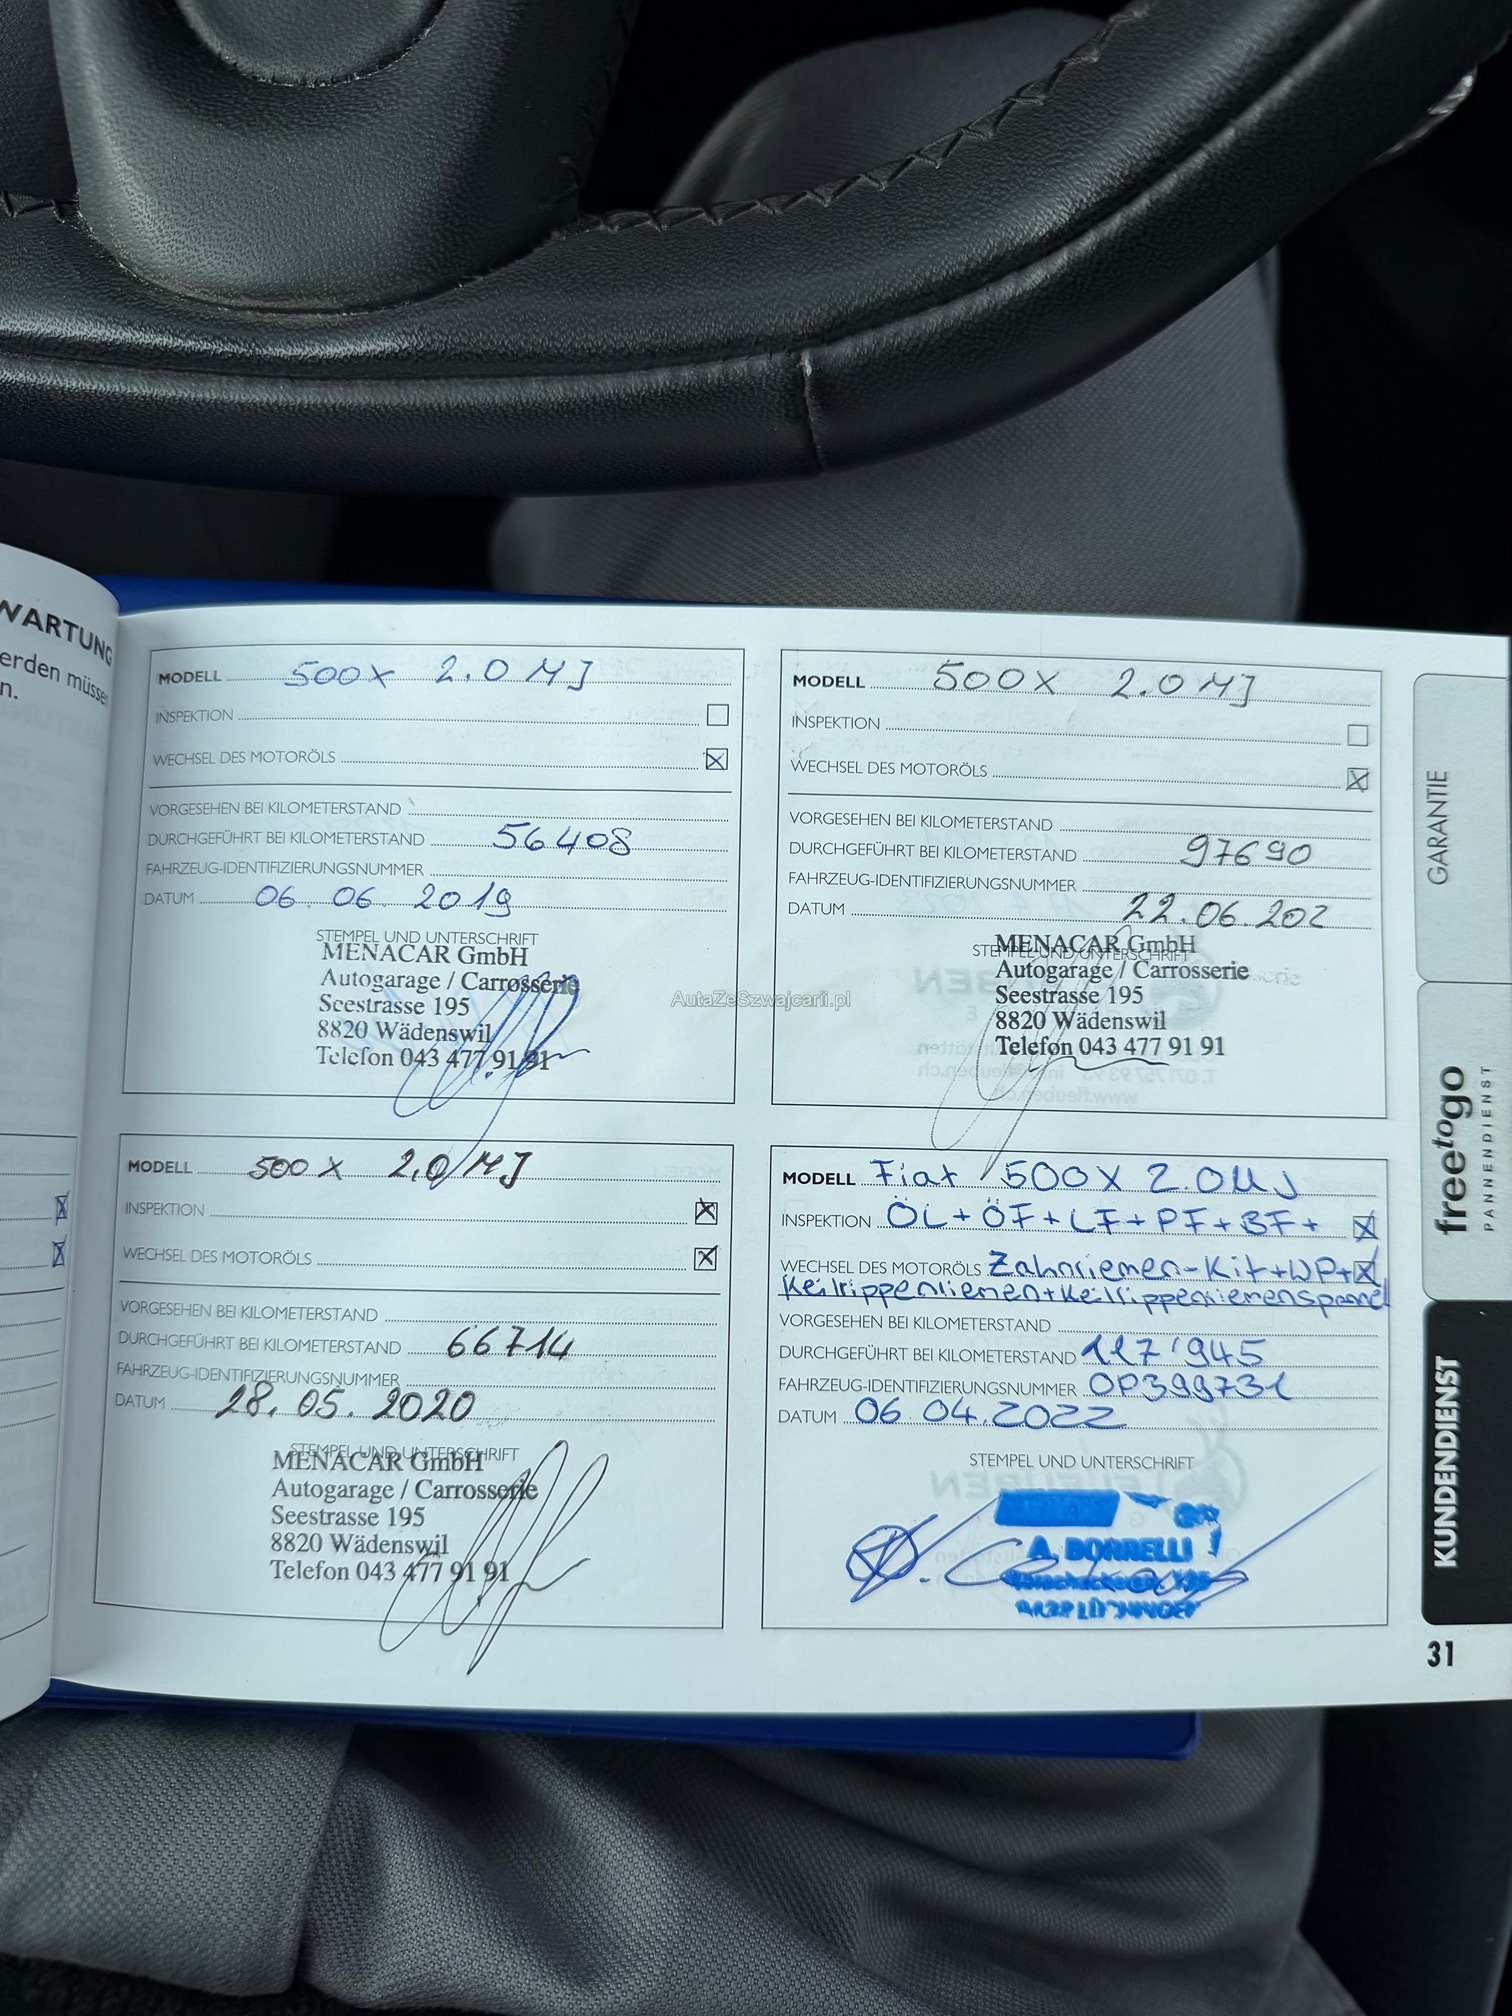 WARTUNG
erden müssen
n.
MODELL 500X 2.0 MJ
INSPEKTION
WECHSEL DES MOTORÖLS
VORGESEHEN BEI KILOMETERSTAND
DURCHGEFÜHRT BEI KILOMETERSTAND 56408
FAHRZEUG-IDENTIFIZIERUNGSNUMMER
DATUM 06.06.2019
STEMPEL UND UNTERSCHRIFT
MENACAR GmbH
Autogarage / Carrosserie
Seestrasse 195
8820 Wädenswil
Telefon 043 477 91 91
MODELL 500X 2.0 MJ
INSPEKTION
WECHSEL DES MOTORÖLS
VORGESEHEN BEI KILOMETERSTAND
DURCHGEFÜHRT BEI KILOMETERSTAND 97690
FAHRZEUG-IDENTIFIZIERUNGSNUMMER
DATUM 22.06.202
STEMPEL UND UNTERSCHRIFT
MENACAR GmbH
Autogarage / Carrosserie
Seestrasse 195
8820 Wädenswil
Telefon 043 477 91 91
AutaZeSzwajcarii.pl
MODELL 500X 2.0 MJ
INSPEKTION
WECHSEL DES MOTORÖLS
VORGESEHEN BEI KILOMETERSTAND
DURCHGEFÜHRT BEI KILOMETERSTAND 66714
FAHRZEUG-IDENTIFIZIERUNGSNUMMER
DATUM 28.05.2020
STEMPEL UND UNTERSCHRIFT
MENACAR GmbH
Autogarage / Carrosserie
Seestrasse 195
8820 Wädenswil
Telefon 043 477 91 91
MODELL Fiat 500X 2.0 MJ
INSPEKTION ÖL+ÖF+LF+PF+BF+
WECHSEL DES MOTORÖLS Zahnriemen-Kit+WP+
Keilrippenriemen+Keilrippenriemenspanner
VORGESEHEN BEI KILOMETERSTAND
DURCHGEFÜHRT BEI KILOMETERSTAND 117'945
FAHRZEUG-IDENTIFIZIERUNGSNUMMER 0P399731
DATUM 06.04.2022
STEMPEL UND UNTERSCHRIFT
A. BORRELLI
GARANTIE
freetogo
PANNENDIENST
KUNDENDIENST
31